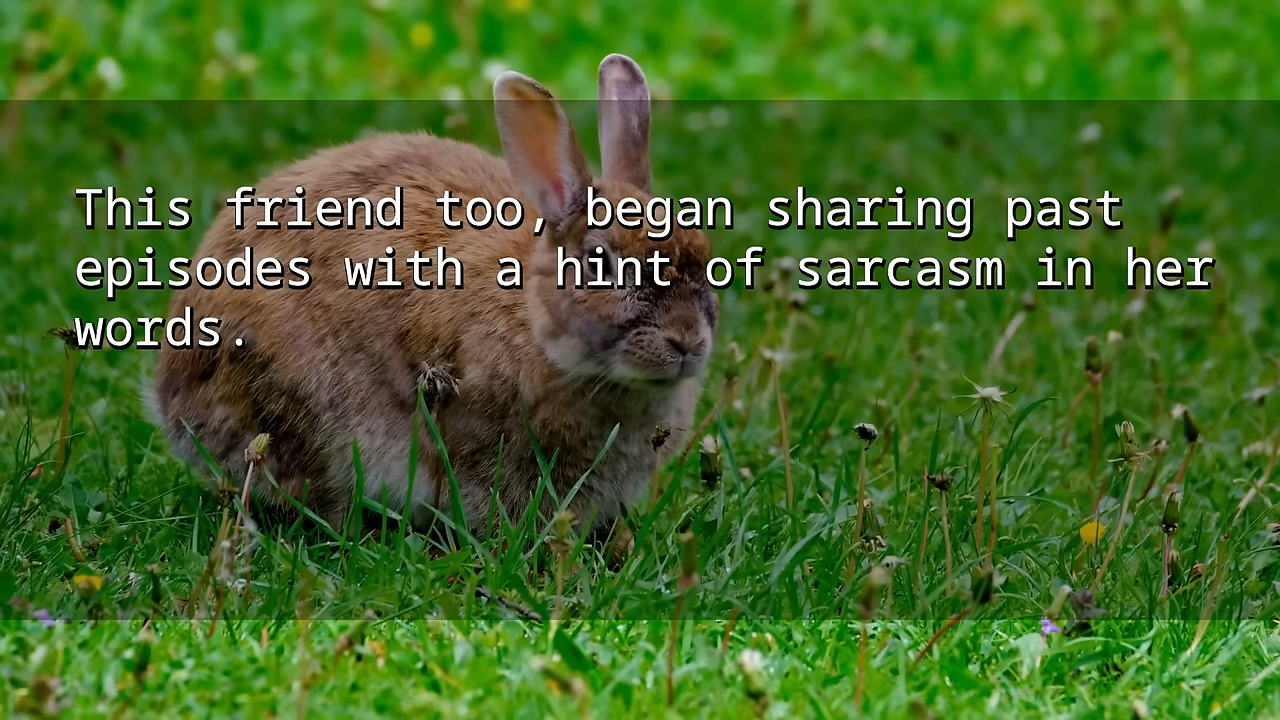 This friend too, began sharing past
episodes with a hint of sarcasm in her
words.